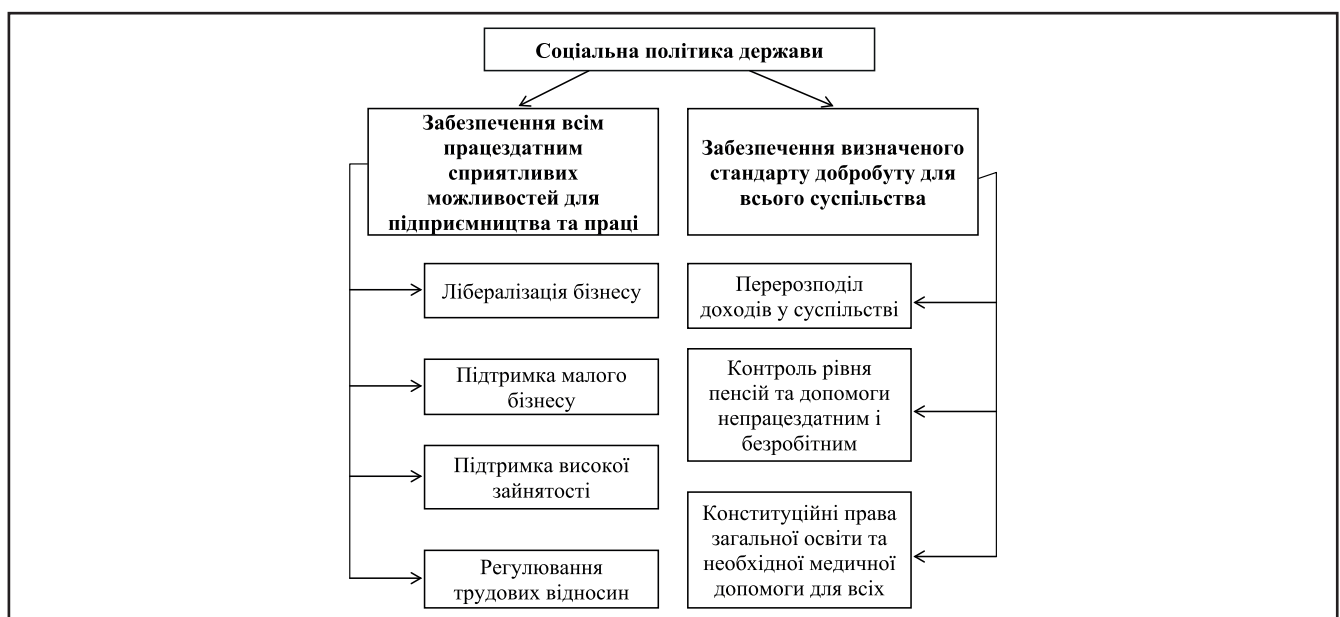 Соціальна політика держави
Забезпечення всім
працездатним
сприятливих
можливостей для
підприємництва та праці
Лібералізація бізнесу
Підтримка малого
бізнесу
Підтримка високої
зайнятості
Регулювання
трудових відносин
Забезпечення визначеного
стандарту добробуту для
всього суспільства
Перерозподіл
доходів у суспільстві
Контроль рівня
пенсій та допомоги
непрацездатним і
безробітним
Конституційні права
загальної освіти та
необхідної медичної
допомоги для всіх